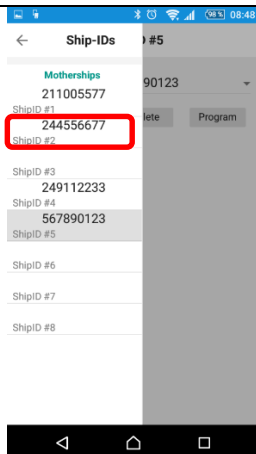 98% 08:48
Ship-IDs
#5
Motherships
211005577
ShipID #1
244556677
ShipID #2
ShipID #3
249112233
ShipID #4
567890123
ShipID #5
ShipID #6
ShipID #7
ShipID #8
90123
lete Program